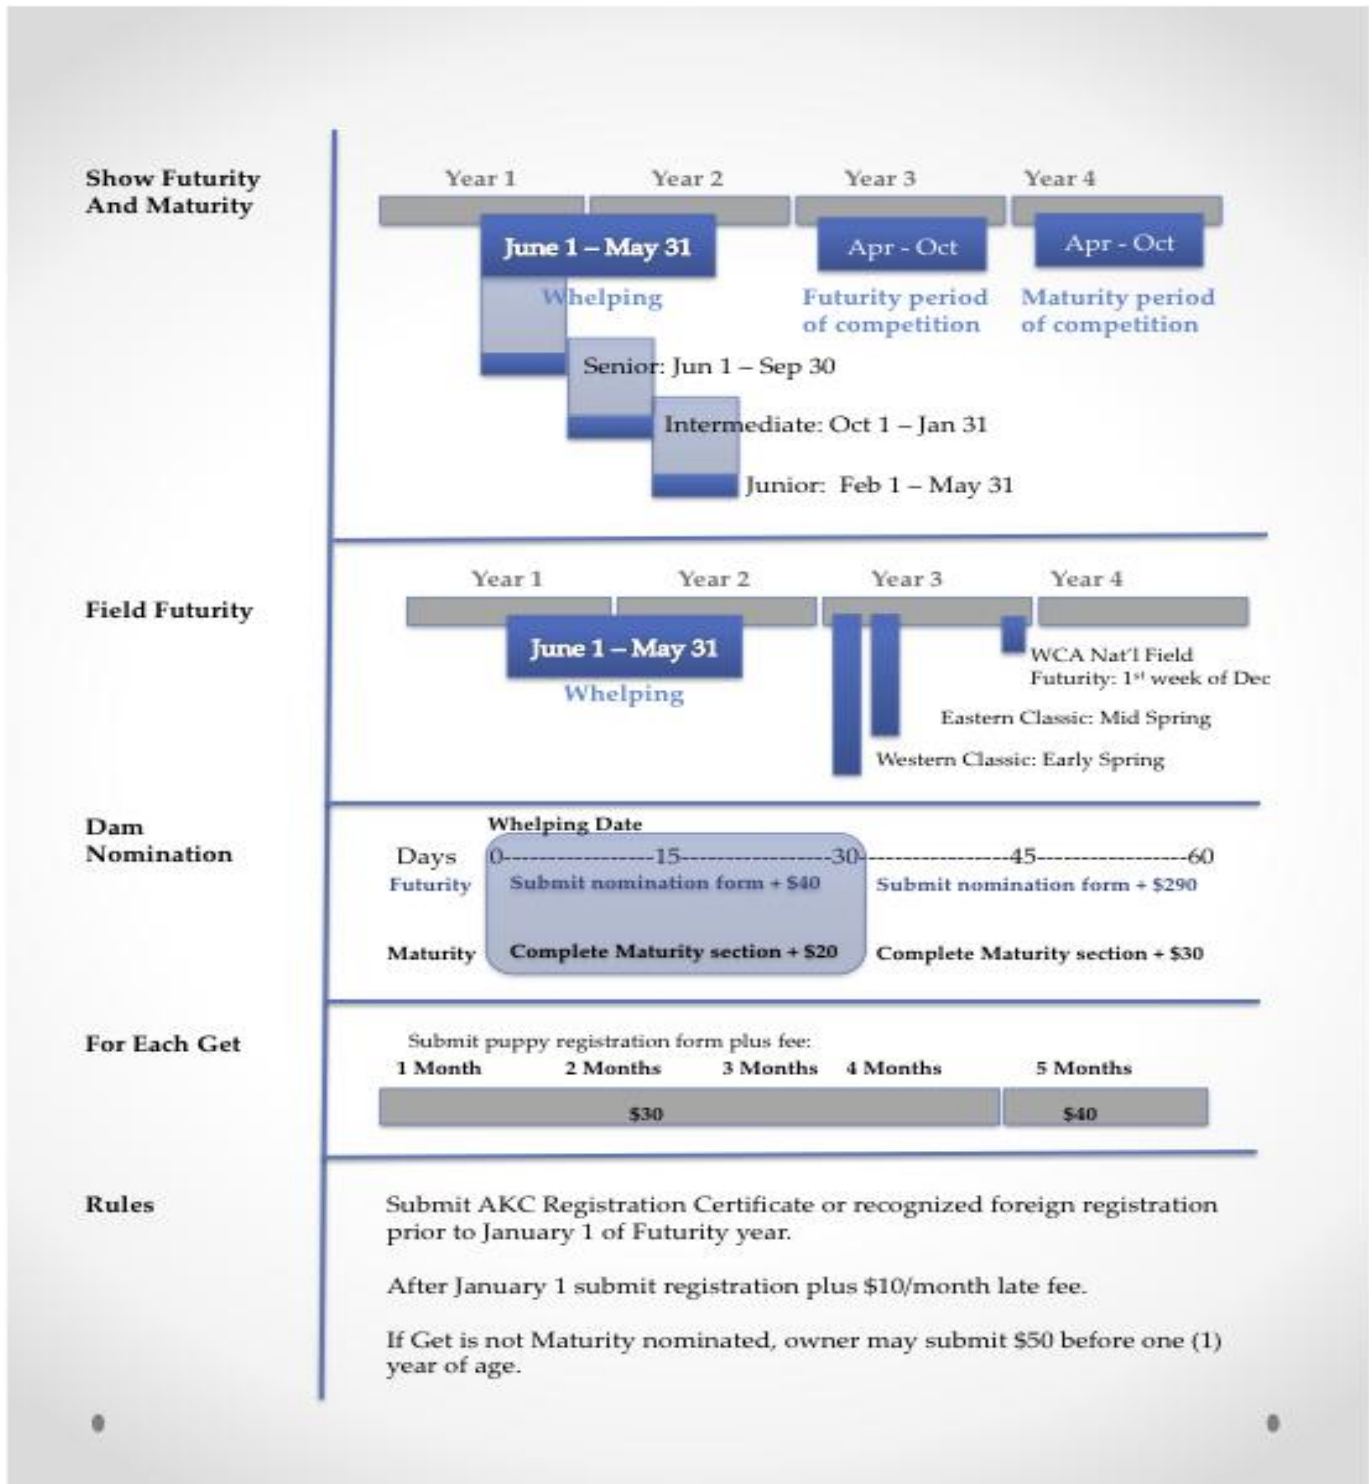 Show Futurity
And Maturity
Year 1 Year 2 Year 3 Year 4
June 1 – May 31 Apr - Oct Apr - Oct
Whelping
Futurity period
of competition
Maturity period
of competition
Senior: Jun 1 – Sep 30
Intermediate: Oct 1 – Jan 31
Junior: Feb 1 – May 31
Field Futurity
Year 1 Year 2 Year 3 Year 4
June 1 – May 31
Whelping
WCA Nat'l Field
Futurity: 1st week of Dec
Eastern Classic: Mid Spring
Western Classic: Early Spring
Dam
Nomination
Whelping Date
Days 0-----------------15-----------------30-----------------45-----------------60
Futurity Submit nomination form + $40 Submit nomination form + $290
Maturity Complete Maturity section + $20 Complete Maturity section + $30
For Each Get
Submit puppy registration form plus fee:
1 Month 2 Months 3 Months 4 Months 5 Months
$30 $40
Rules
Submit AKC Registration Certificate or recognized foreign registration
prior to January 1 of Futurity year.
After January 1 submit registration plus $10/month late fee.
If Get is not Maturity nominated, owner may submit $50 before one (1)
year of age.